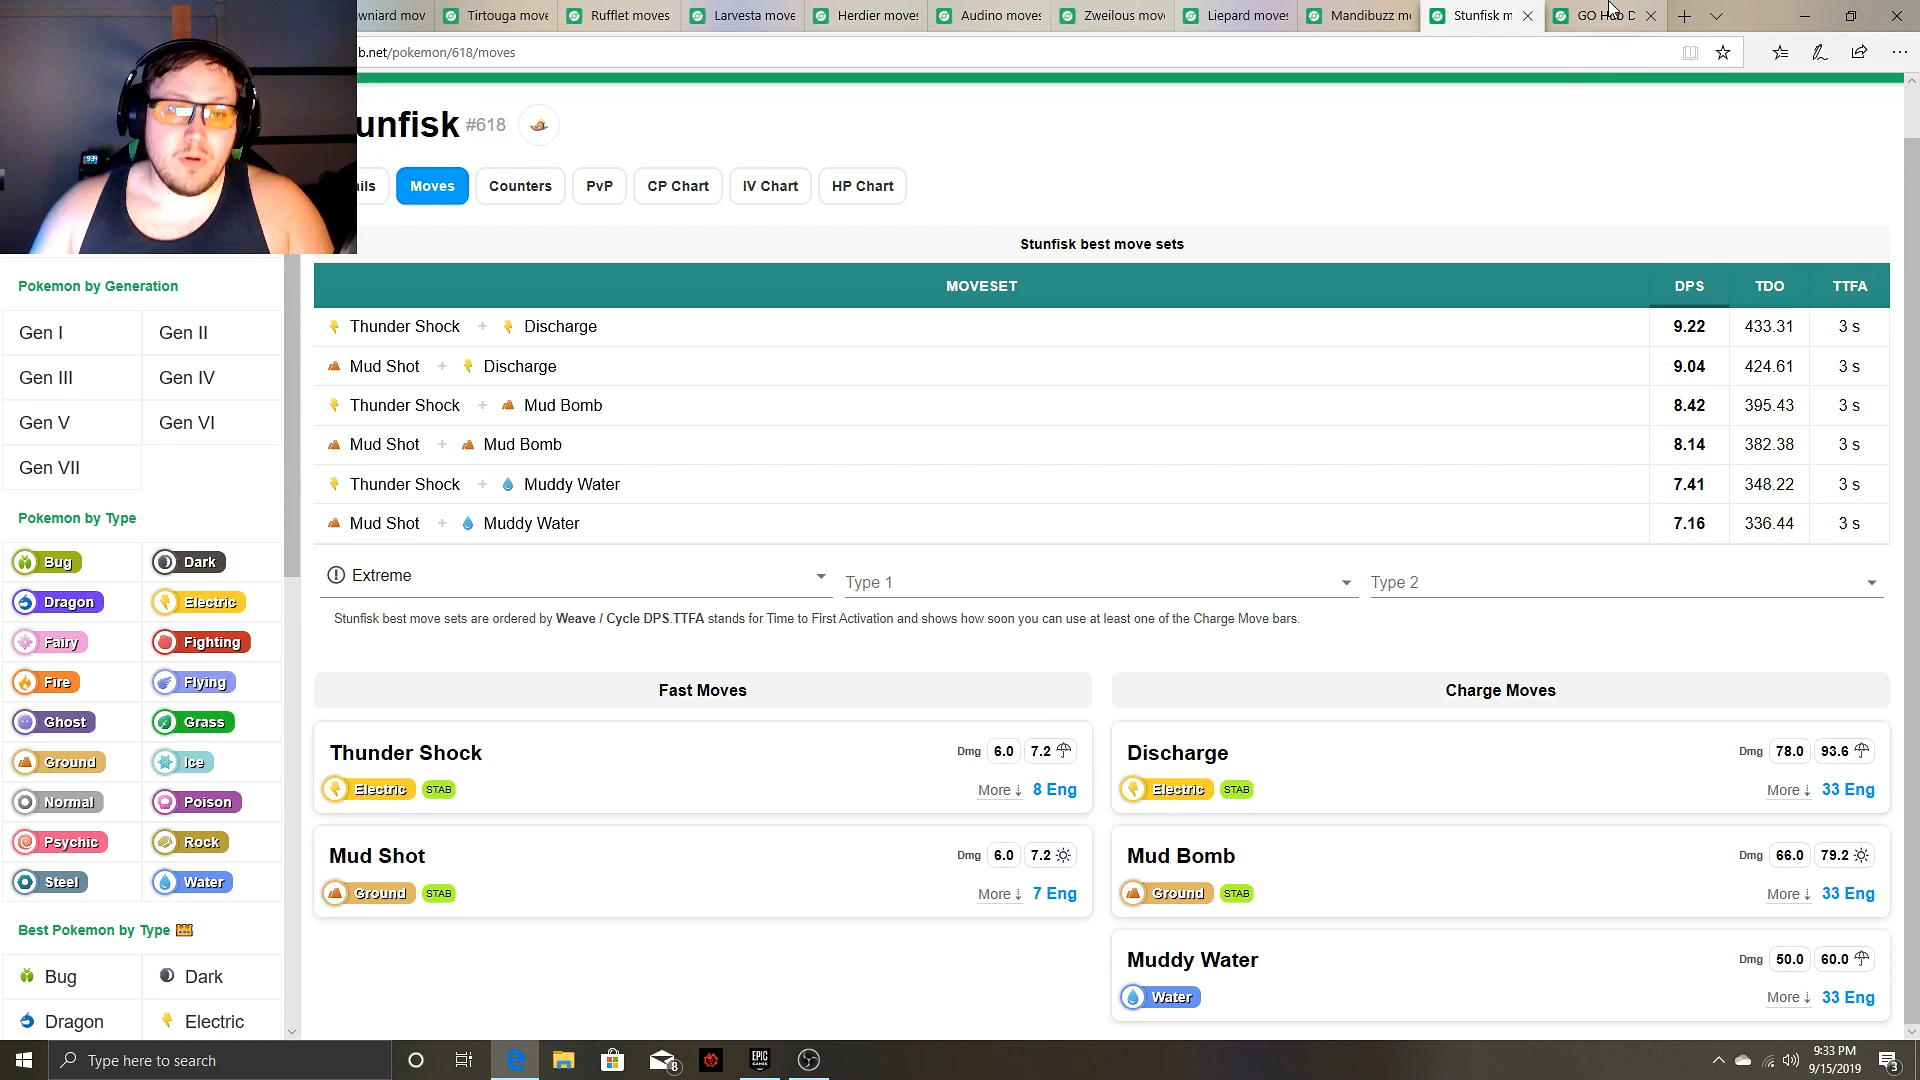 wniard mov
Tirtouga move
Rufflet moves
Larvesta move
Herdier moves
Audino moves
Zweilous mov
Liepard moves
Mandibuzz m
Stunfisk m
b.net/pokemon/618/moves
unfisk #618
ils
Moves
Counters
PvP
CP Chart
IV Chart
HP Chart
Stunfisk best move sets
MOVESET DPS TDO TTFA
Thunder Shock + Discharge 9.22 433.31 3 s
Mud Shot + Discharge 9.04 424.61 3 s
Thunder Shock + Mud Bomb 8.42 395.43 3 s
Mud Shot + Mud Bomb 8.14 382.38 3 s
Thunder Shock + Muddy Water 7.41 348.22 3 s
Mud Shot + Muddy Water 7.16 336.44 3 s
Extreme
Type 1
Type 2
Stunfisk best move sets are ordered by Weave / Cycle DPS.TTFA stands for Time to First Activation and shows how soon you can use at least one of the Charge Move bars.
Fast Moves
Thunder Shock Dmg 6.0 7.2
Electric STAB More ↓ 8 Eng
Mud Shot Dmg 6.0 7.2
Ground STAB More ↓ 7 Eng
Charge Moves
Discharge Dmg 78.0 93.6
Electric STAB More ↓ 33 Eng
Mud Bomb Dmg 66.0 79.2
Ground STAB More ↓ 33 Eng
Muddy Water Dmg 50.0 60.0
Water More ↓ 33 Eng
Pokemon by Generation
Gen I Gen II
Gen III Gen IV
Gen V Gen VI
Gen VII
Pokemon by Type
Bug Dark
Dragon Electric
Fairy Fighting
Fire Flying
Ghost Grass
Ground Ice
Normal Poison
Psychic Rock
Steel Water
Best Pokemon by Type
Bug Dark
Dragon Electric
Type here to search
8
EPIC GAMES
9:33 PM
9/15/2019
3